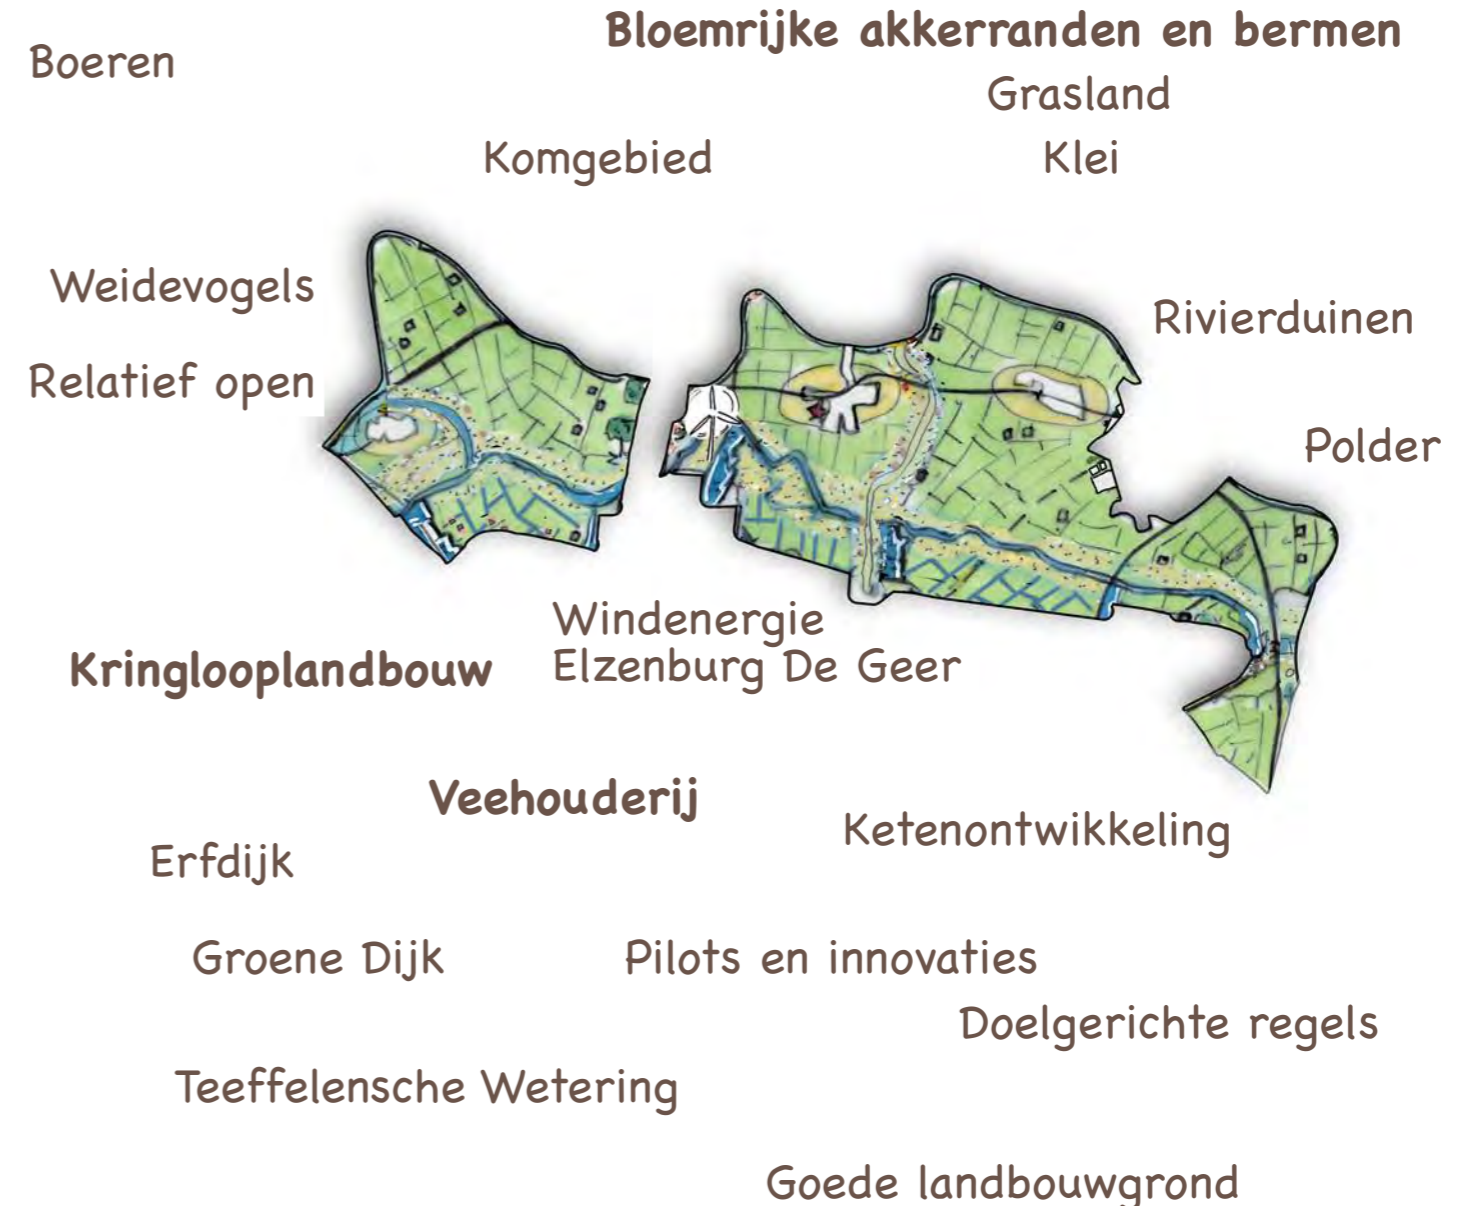 Bloemrijke akkerranden en bermen
Boeren
Grasland
Komgebied
Klei
Weidevogels
Rivierduinen
Relatief open
Polder
Windenergie
Elzenburg De Geer
Kringlooplandbouw
Veehouderij
Ketenontwikkeling
Erfdijk
Groene Dijk
Pilots en innovaties
Doelgerichte regels
Teeffelensche Wetering
Goede landbouwgrond